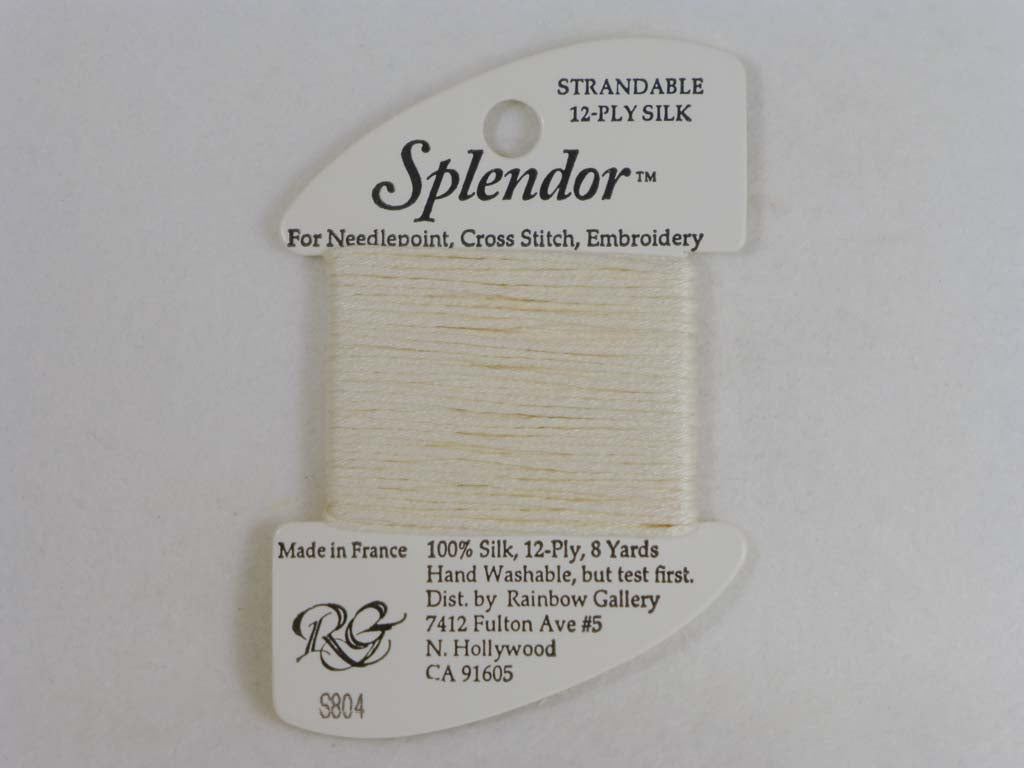 STRANDABLE
12-PLY SILK
Splendor™
For Needlepoint, Cross Stitch, Embroidery
Made in France
100% Silk, 12-Ply, 8 Yards
Hand Washable, but test first.
Dist. by Rainbow Gallery
7412 Fulton Ave #5
N. Hollywood
CA 91605
RG
S804